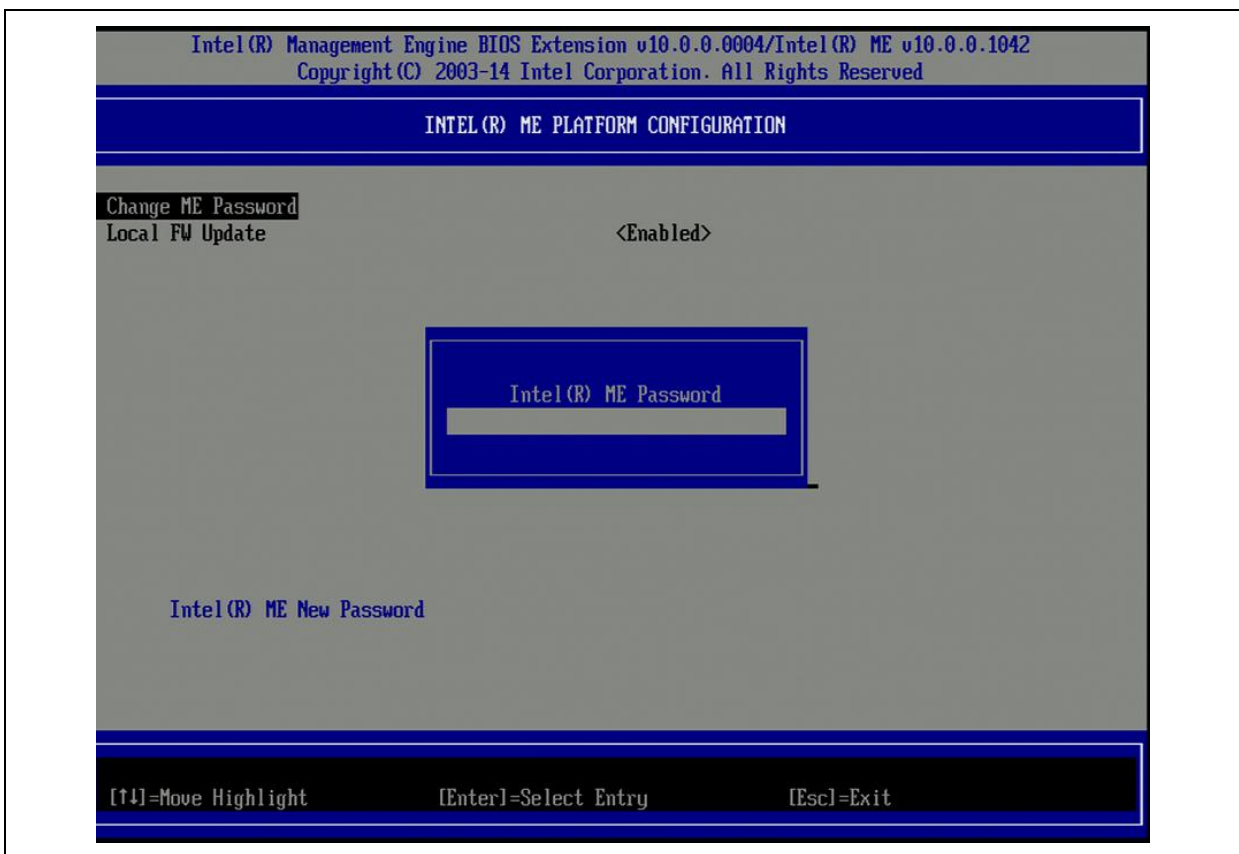 Intel(R) Management Engine BIOS Extension v10.0.0.0004/Intel(R) ME v10.0.0.1042
Copyright(C) 2003-14 Intel Corporation. All Rights Reserved
INTEL(R) ME PLATFORM CONFIGURATION
Change ME Password
Local FW Update <Enabled>
Intel(R) ME Password
Intel(R) ME New Password
[↑↓]=Move Highlight [Enter]=Select Entry [Esc]=Exit